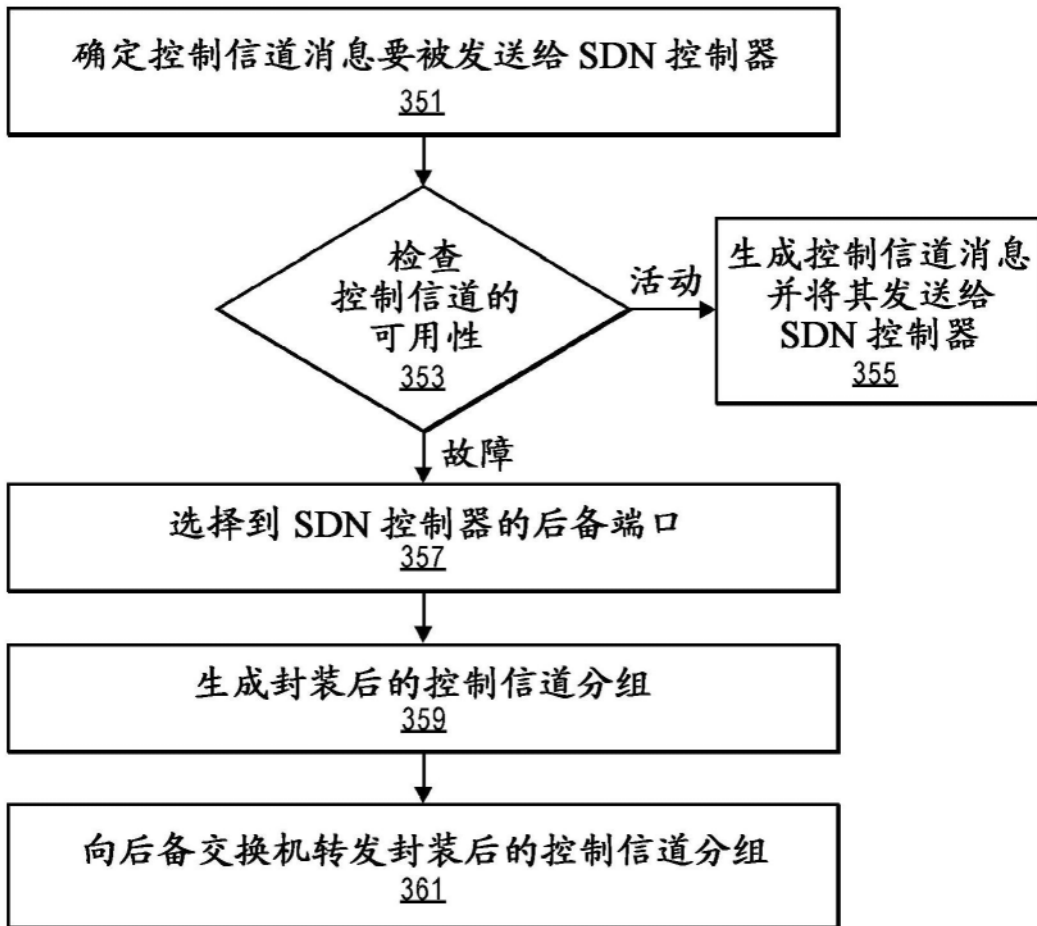 确定控制信道消息要被发送给 SDN 控制器
351
检查
控制信道的
可用性
353
活动
生成控制信道消息
并将其发送给
SDN 控制器
355
故障
选择到 SDN 控制器的后备端口
357
生成封装后的控制信道分组
359
向后备交换机转发封装后的控制信道分组
361